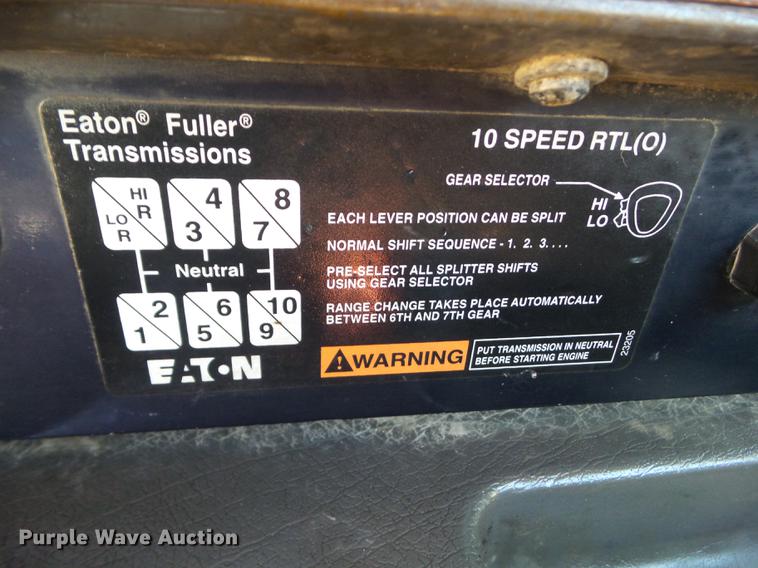 Eaton® Fuller®
Transmissions
10 SPEED RTL(O)
GEAR SELECTOR
HI
LO
HI
R
LO
R
4
3
8
7
Neutral
2
1
6
5
10
9
EACH LEVER POSITION CAN BE SPLIT
NORMAL SHIFT SEQUENCE - 1. 2. 3. . . .
PRE-SELECT ALL SPLITTER SHIFTS
USING GEAR SELECTOR
RANGE CHANGE TAKES PLACE AUTOMATICALLY
BETWEEN 6TH AND 7TH GEAR
WARNING
PUT TRANSMISSION IN NEUTRAL
BEFORE STARTING ENGINE
23205
EATON
Purple Wave Auction